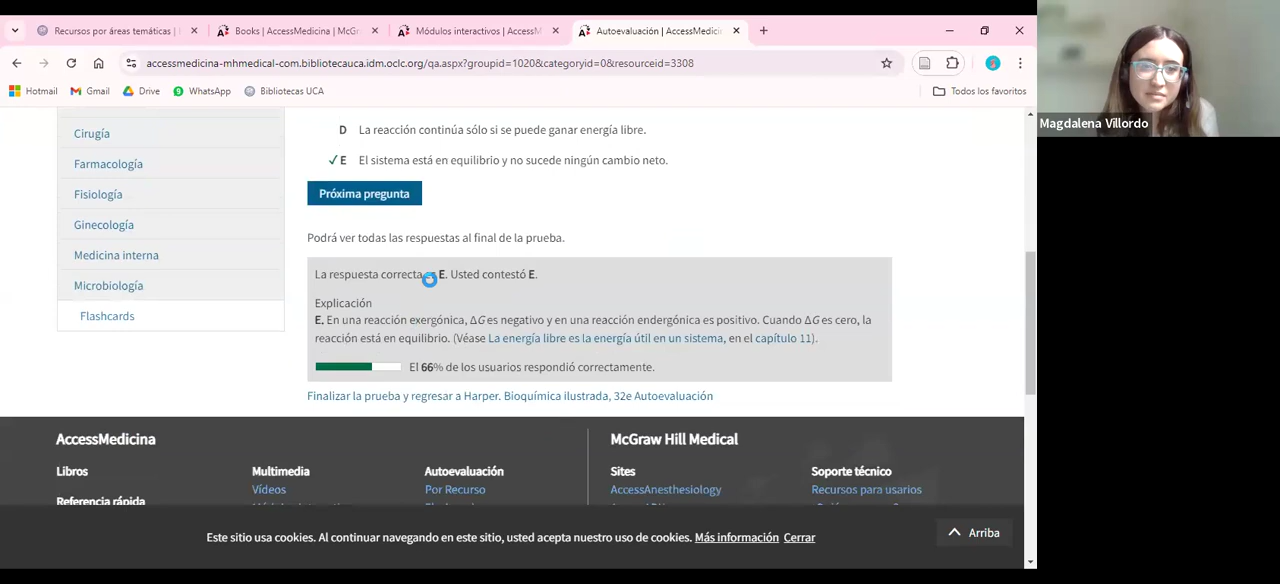 Recursos por áreas temáticas |
Books | AccessMedicina | McGr
Módulos interactivos | AccessM
Autoevaluación | AccessMedicin
accessmedicina-mhmedical-com.bibliotecauca.idm.oclc.org/qa.aspx?groupid=1020&categoryid=0&resourceid=3308
Hotmail
Gmail
Drive
WhatsApp
Bibliotecas UCA
Todos los favoritos
Magdalena Villordo
Cirugía
Farmacología
Fisiología
Ginecología
Medicina interna
Microbiología
Flashcards
D La reacción continúa sólo si se puede ganar energía libre.
E El sistema está en equilibrio y no sucede ningún cambio neto.
Próxima pregunta
Podrá ver todas las respuestas al final de la prueba.
La respuesta correcta E. Usted contestó E.
Explicación
E. En una reacción exergónica, ΔG es negativo y en una reacción endergónica es positivo. Cuando ΔG es cero, la
reacción está en equilibrio. (Véase La energía libre es la energía útil en un sistema, en el capítulo 11).
El 66% de los usuarios respondió correctamente.
Finalizar la prueba y regresar a Harper. Bioquímica ilustrada, 32e Autoevaluación
AccessMedicina
Libros
Referencia rápida
Multimedia
Vídeos
Autoevaluación
Por Recurso
McGraw Hill Medical
Sites
AccessAnesthesiology
Soporte técnico
Recursos para usarios
Este sitio usa cookies. Al continuar navegando en este sitio, usted acepta nuestro uso de cookies. Más información Cerrar
Arriba